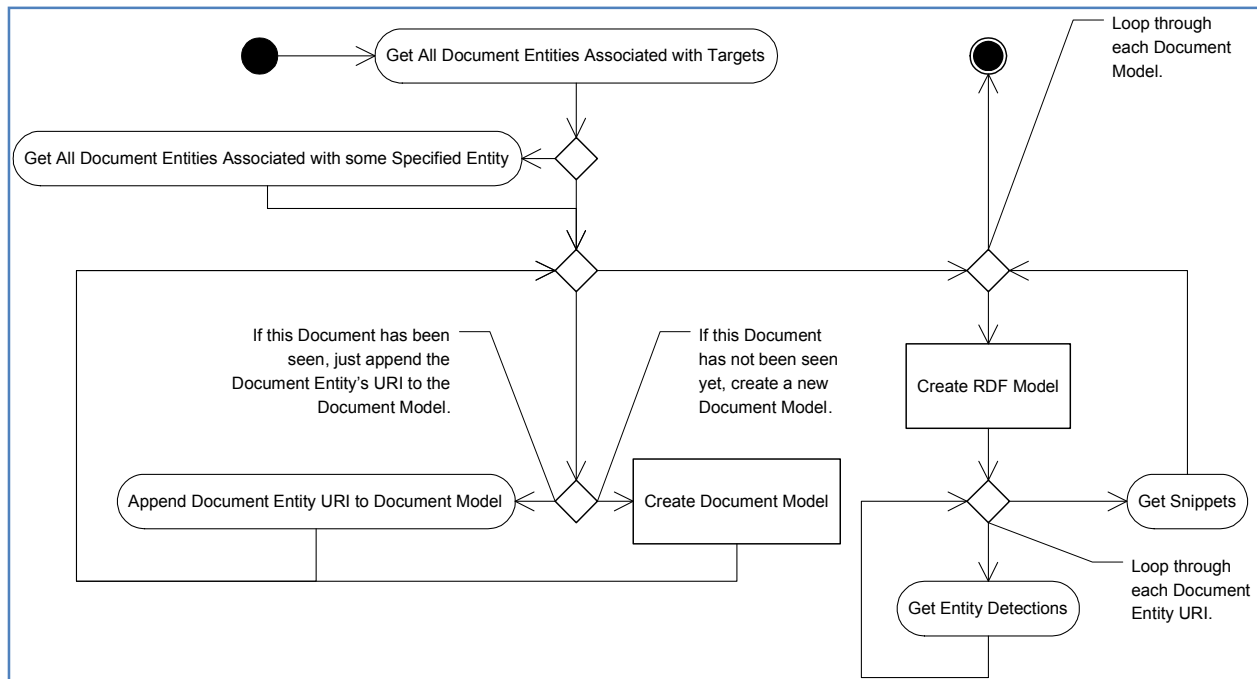 Get All Document Entities Associated with Targets
Loop through
each Document
Model.
Get All Document Entities Associated with some Specified Entity
If this Document has been
seen, just append the
Document Entity's URI to the
Document Model.
If this Document
has not been seen
yet, create a new
Document Model.
Create RDF Model
Append Document Entity URI to Document Model
Create Document Model
Get Snippets
Loop through
each Document
Entity URI.
Get Entity Detections